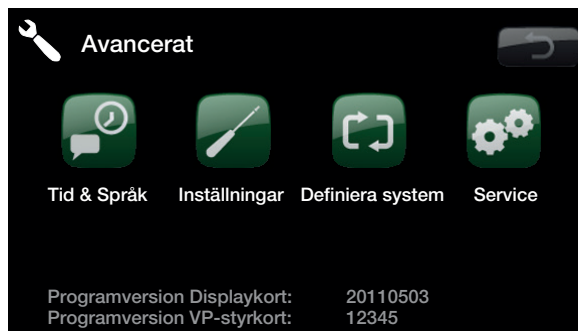 Avancerat
Tid & Språk Inställningar Definiera system Service
Programversion Displaykort: 20110503
Programversion VP-styrkort: 12345